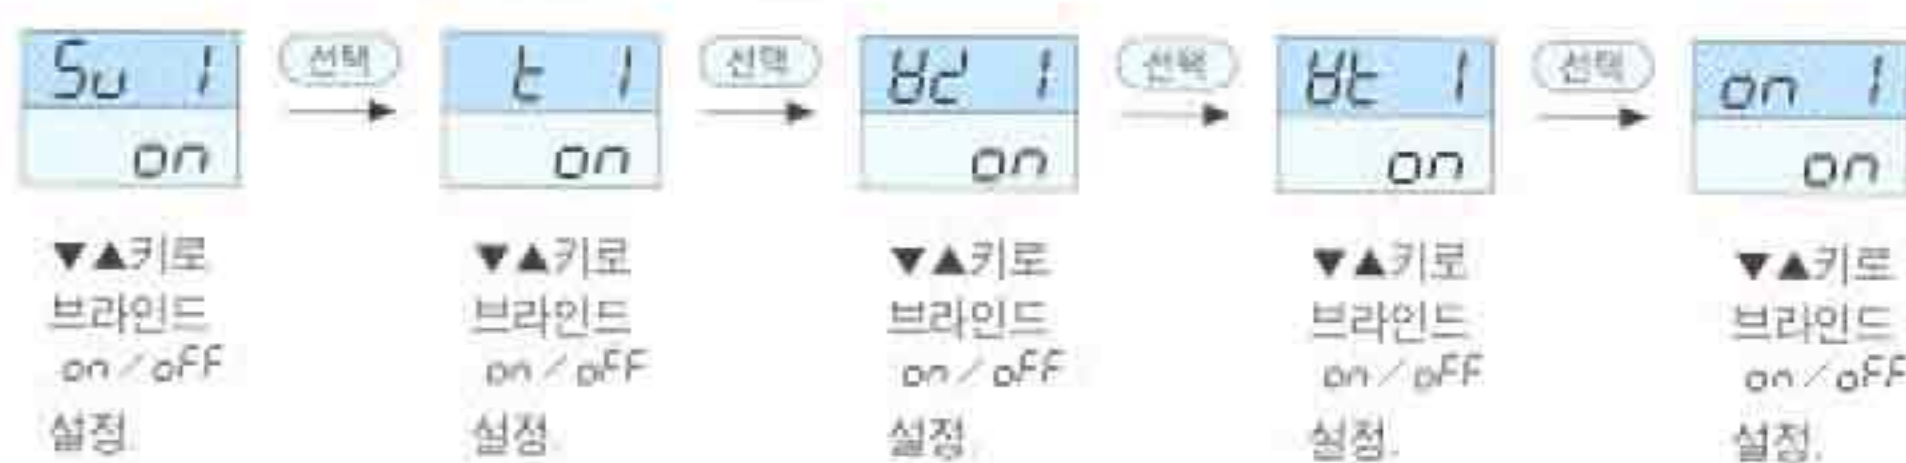 Su 1 선택 t 1 선택 1 선택 1 선택 on 1
on on on on on
▼▲키로 ▼▲키로 ▼▲키로 ▼▲키로 ▼▲키로
브라인드 브라인드 브라인드 브라인드 브라인드
on / oFF on / oFF on / oFF on / oFF on / oFF
설정. 설정. 설정. 설정. 설정.